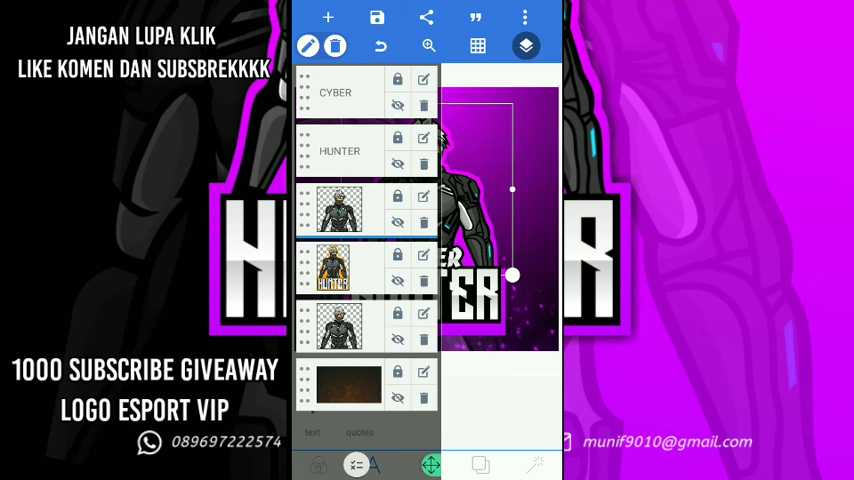 JANGAN LUPA KLIK
LIKE KOMEN DAN SUBSBREKKKK
CYBER
HUNTER
HUNTER
text
quotes
1000 SUBSCRIBE GIVEAWAY
LOGO ESPORT VIP
089697222574
munif9010@gmail.com